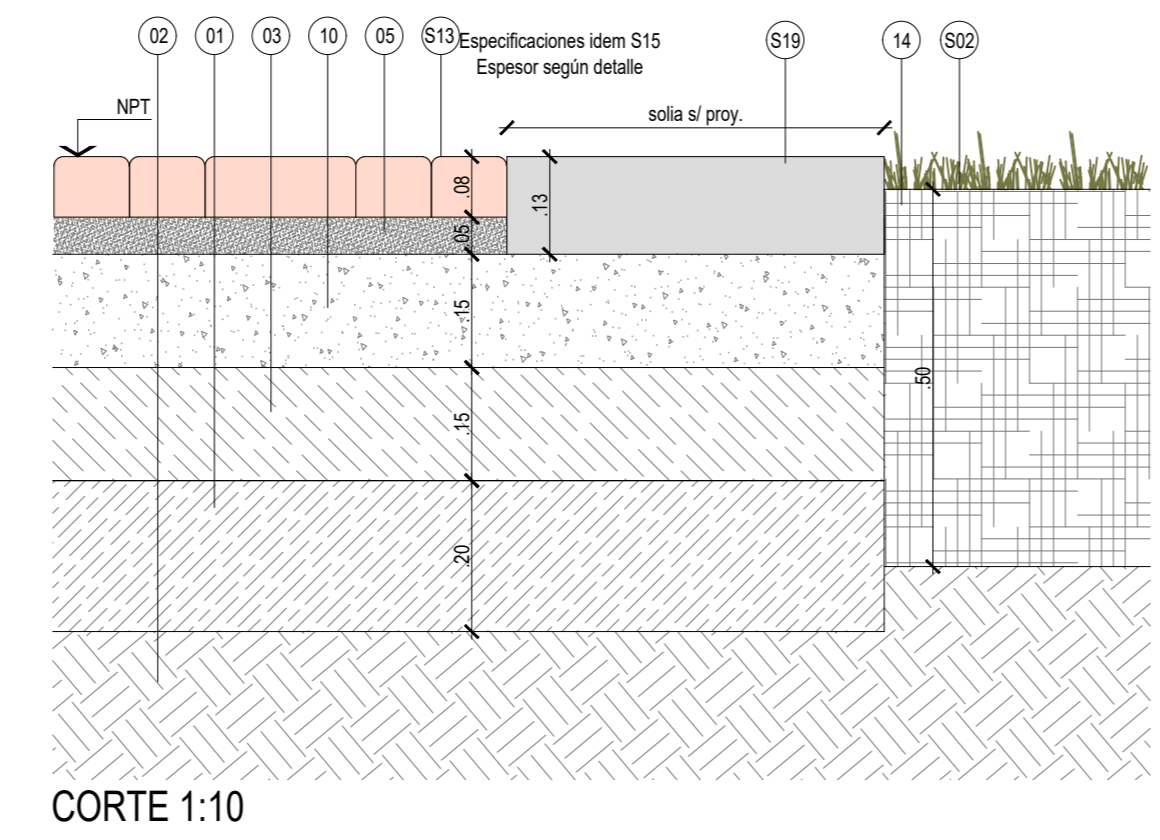 02
01
03
10
05
S13
Especificaciones idem S15
Espesor según detalle
S19
14
S02
NPT
solia s/ proy.
.08
.13
.05
.15
.50
.15
.20
CORTE 1:10